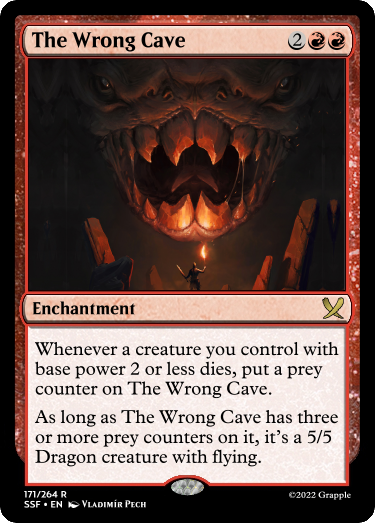 The Wrong Cave 2
Enchantment
Whenever a creature you control with
base power 2 or less dies, put a prey
counter on The Wrong Cave.
As long as The Wrong Cave has three
or more prey counters on it, it's a 5/5
Dragon creature with flying.
171/264 R
SSF • EN Vladimír Pech
©2022 Grapple